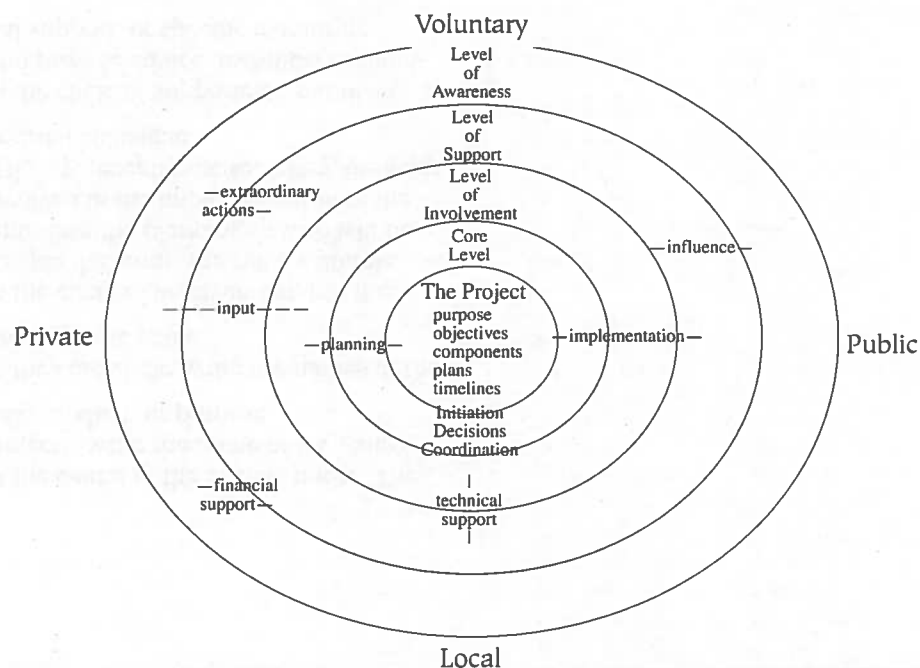 Voluntary
Level
of
Awareness
Level
of
Support
Level
of
Involvement
Core
Level
extraordinary
actions
influence
input
Private
Public
planning
implementation
The Project
purpose
objectives
components
plans
timelines
Initiation
Decisions
Coordination
financial
support
technical
support
Local